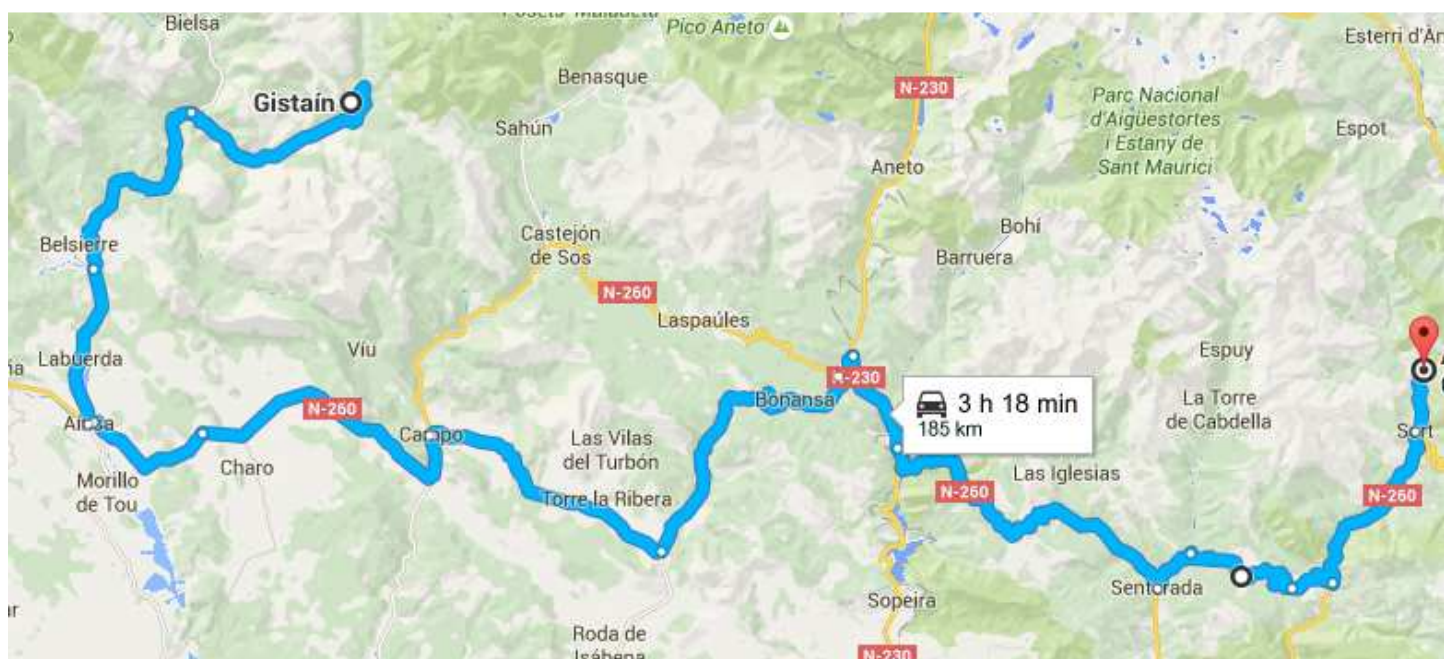 Bielsa
Pico Aneto
Esterri d'Àn
Gistaín
Benasque
N-230
Parc Nacional
d'Aigüestortes
i Estany de
Sant Maurici
Sahún
Espot
Aneto
Belsierre
Castejón
de Sos
Bohí
Barruera
N-260
Laspaúles
Labuerda
Víu
Espuy
N-230
Bonansa
3 h 18 min
185 km
La Torre
de Cabdella
N-260
Campo
Las Vilas
del Turbón
Sort
Charo
Morillo
de Tou
Torre la Ribera
N-260
Las Iglesias
N-260
Senterada
Sopeira
Roda de
Isábena
N-230